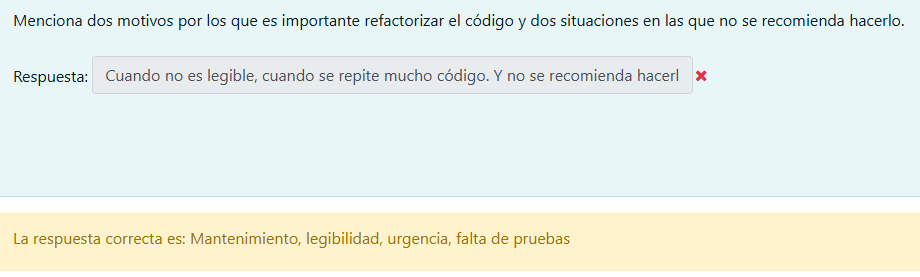 Menciona dos motivos por los que es importante refactorizar el código y dos situaciones en las que no se recomienda hacerlo.
Respuesta: Cuando no es legible, cuando se repite mucho código. Y no se recomienda hacerl
La respuesta correcta es: Mantenimiento, legibilidad, urgencia, falta de pruebas